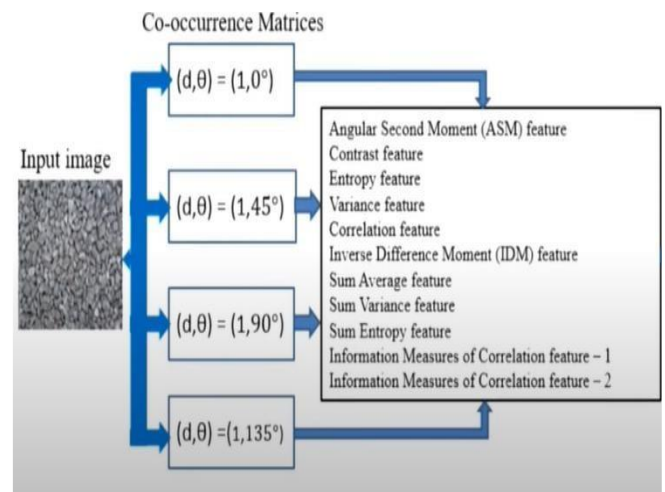 Co-occurrence Matrices
(d,θ) = (1,0°)
Input image
(d,θ) = (1,45°)
(d,θ) = (1,90°)
(d,θ) =(1,135°)
Angular Second Moment (ASM) feature
Contrast feature
Entropy feature
Variance feature
Correlation feature
Inverse Difference Moment (IDM) feature
Sum Average feature
Sum Variance feature
Sum Entropy feature
Information Measures of Correlation feature – 1
Information Measures of Correlation feature – 2